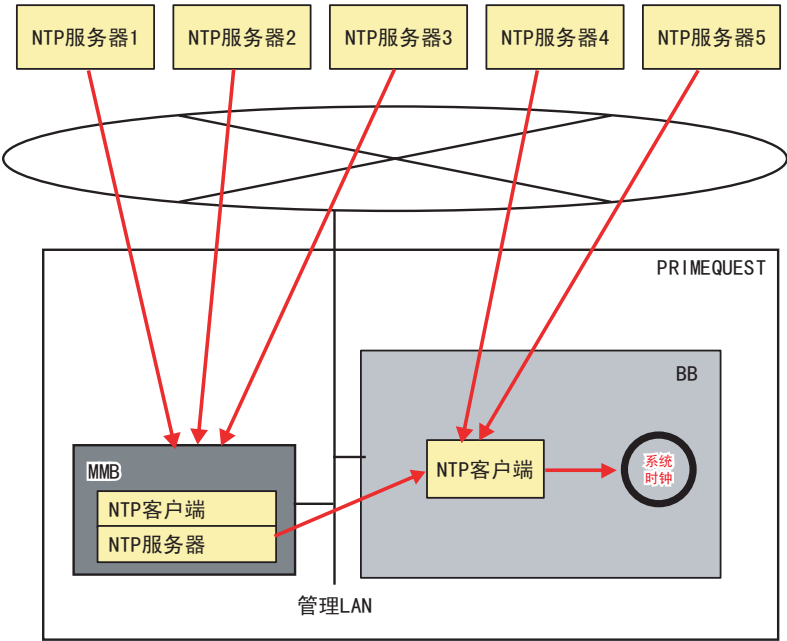 NTP服务器1
NTP服务器2
NTP服务器3
NTP服务器4
NTP服务器5
PRIMEQUEST
BB
MMB
NTP客户端
NTP服务器
NTP客户端
系统
时钟
管理LAN